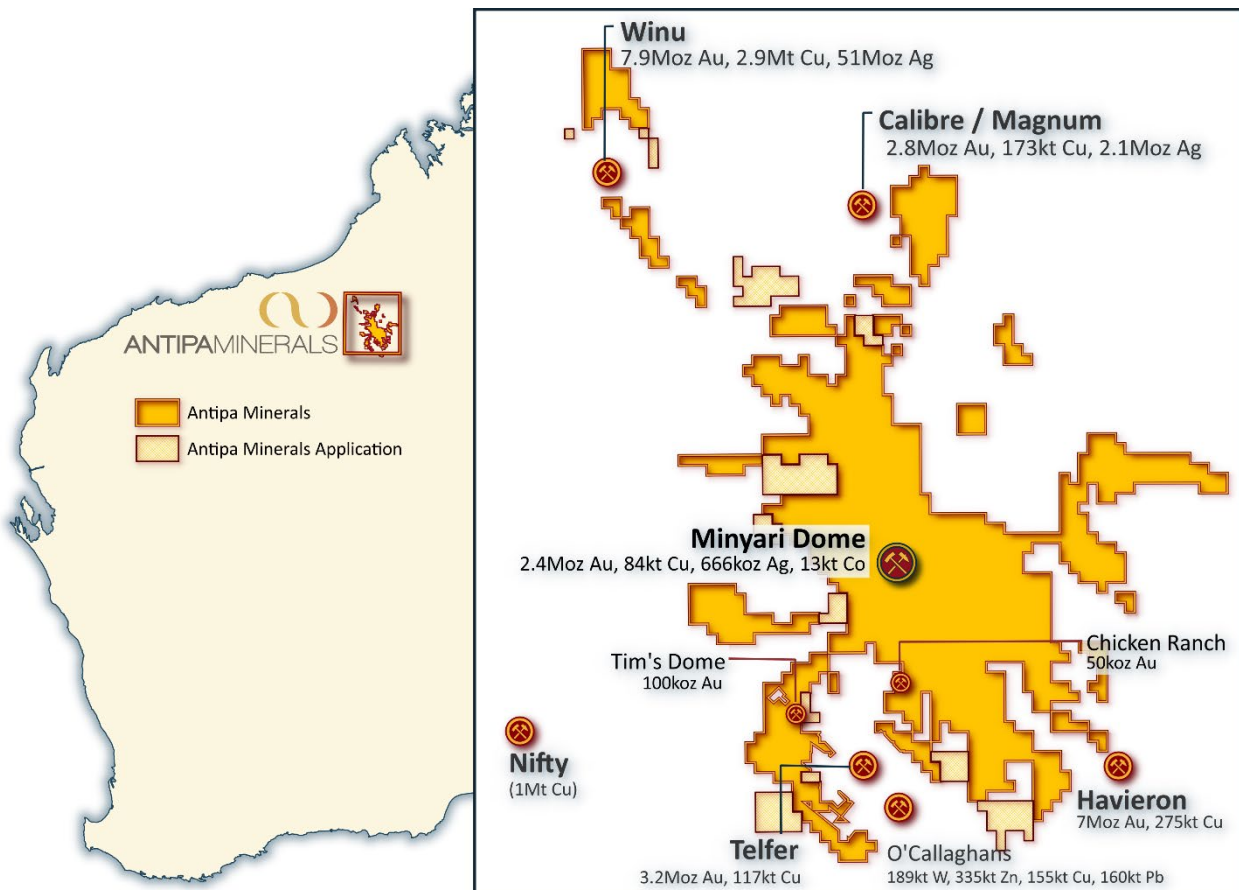 Winu
7.9Moz Au, 2.9Mt Cu, 51Moz Ag
Calibre / Magnum
2.8Moz Au, 173kt Cu, 2.1Moz Ag
ANTIPAMINERALS
Antipa Minerals
Antipa Minerals Application
Minyari Dome
2.4Moz Au, 84kt Cu, 666koz Ag, 13kt Co
Chicken Ranch
50koz Au
Tim's Dome
100koz Au
Nifty
(1Mt Cu)
Havieron
7Moz Au, 275kt Cu
Telfer
3.2Moz Au, 117kt Cu
O'Callaghans
189kt W, 335kt Zn, 155kt Cu, 160kt Pb